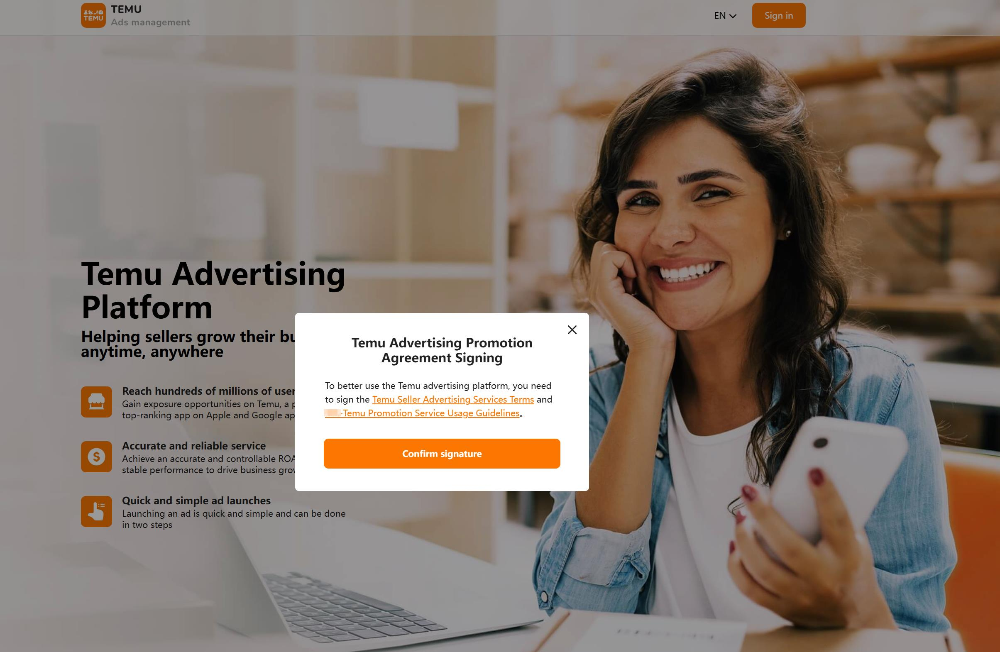 TEMU
TEMU
Ads management
EN
Sign in
Temu Advertising
Platform
Helping sellers grow their bu
anytime, anywhere
Reach hundreds of millions of user
Gain exposure opportunities on Temu, a p
top-ranking app on Apple and Google ap
Accurate and reliable service
Achieve an accurate and controllable ROA
stable performance to drive business grow
Quick and simple ad launches
Launching an ad is quick and simple and can be done
in two steps
Temu Advertising Promotion
Agreement Signing
To better use the Temu advertising platform, you need
to sign the Temu Seller Advertising Services Terms and
-Temu Promotion Service Usage Guidelines。
Confirm signature